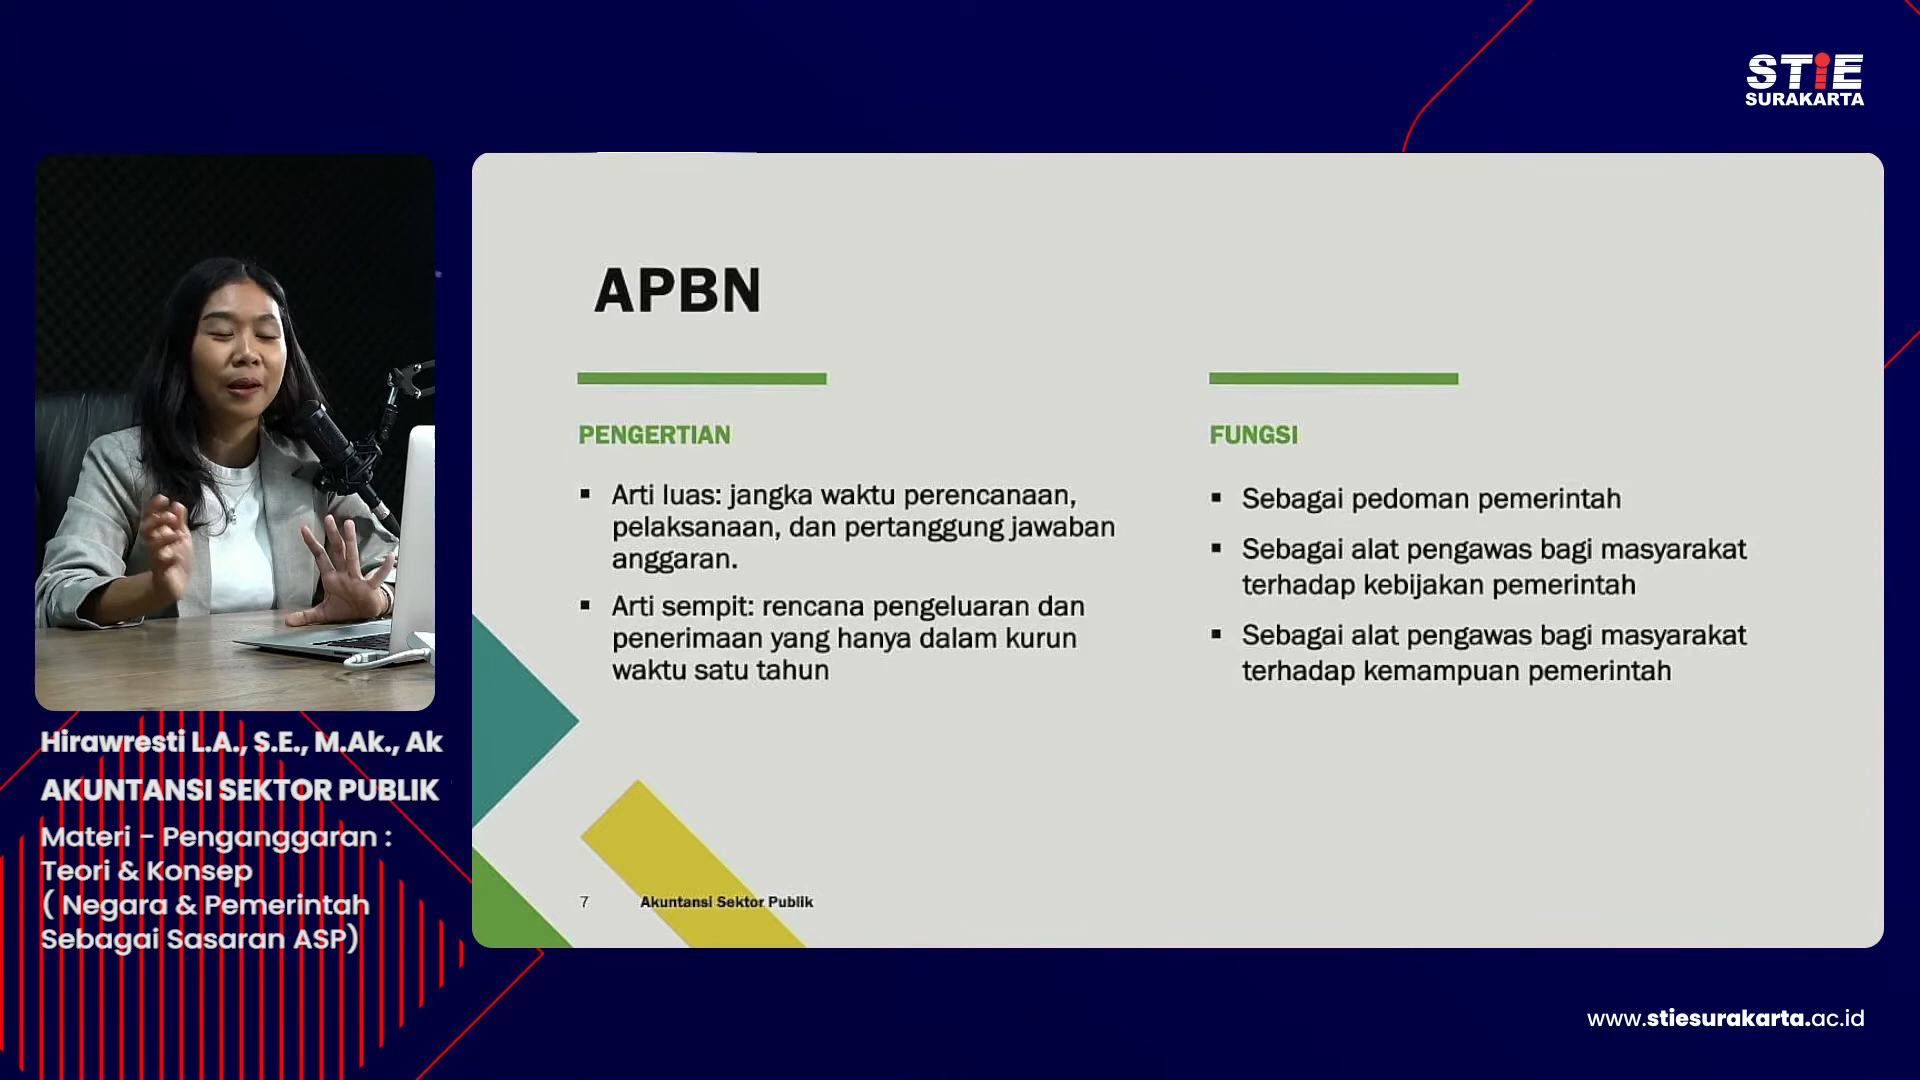 STiE
SURAKARTA
APBN
PENGERTIAN
▪ Arti luas: jangka waktu perencanaan,
pelaksanaan, dan pertanggung jawaban
anggaran.
▪ Arti sempit: rencana pengeluaran dan
penerimaan yang hanya dalam kurun
waktu satu tahun
FUNGSI
▪ Sebagai pedoman pemerintah
▪ Sebagai alat pengawas bagi masyarakat
terhadap kebijakan pemerintah
▪ Sebagai alat pengawas bagi masyarakat
terhadap kemampuan pemerintah
7 Akuntansi Sektor Publik
Hirawresti L.A., S.E., M.Ak., Ak
AKUNTANSI SEKTOR PUBLIK
Materi - Penganggaran :
Teori & Konsep
( Negara & Pemerintah
Sebagai Sasaran ASP)
www.stiesurakarta.ac.id